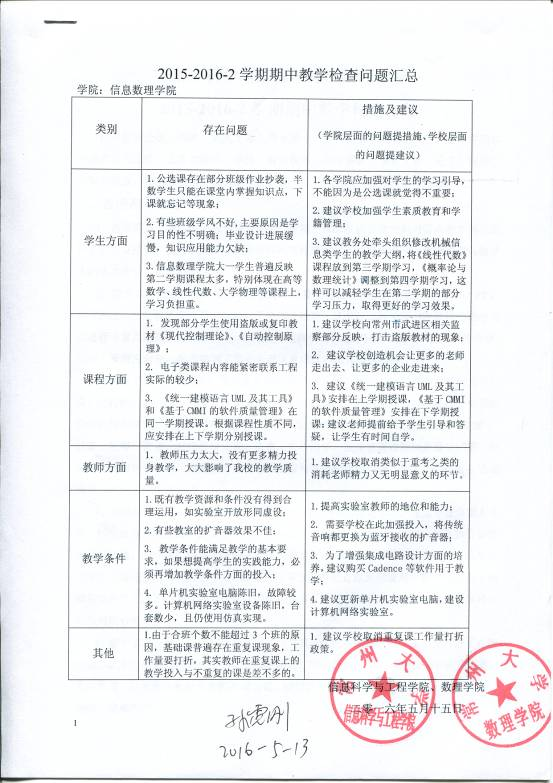 2015-2016-2 学期期中教学检查问题汇总
学院：信息数理学院
类别
存在问题
措施及建议
（学院层面的问题提措施、学校层面
的问题提建议）
学生方面
1.公选课存在部分班级作业抄袭，半
数学生只能在课堂内掌握知识点，下
课就忘记等现象；
2.有些班级学风不好,主要原因是学
习目的性不明确；毕业设计进展缓
慢，知识应用能力欠缺；
3.信息数理学院大一学生普遍反映
第二学期课程太多，特别体现在高等
数学、线性代数、大学物理等课程上，
学习负担重。
1.各学院应加强对学生的学习引导，
不能因为是公选课就觉得不重要；
2.建议学校加强学生素质教育和学
籍管理；
3.建议教务处牵头组织修改机械信
息类学生的教学大纲,将《线性代数》
课程放到第三学期学习，《概率论与
数理统计》调整到第四学期学习，这
样可以减轻学生在第二学期的部分
学习压力，取得更好的学习效果。
课程方面
1. 发现部分学生使用盗版或复印教
材《现代控制理论》、《自动控制原
理》；
2. 电子类课程内容能紧密联系工程
实际的较少；
3. 《统一建模语言 UML 及其工具》
和《基于 CMMI 的软件质量管理》在
同一学期授课。根据课程性质不同，
应安排在上下学期分别授课。
1.建议学校向常州市武进区相关监
察部分反映，打击盗版教材的现象；
2. 建议学校创造机会让更多的老师
走出去、让更多的企业走进来；
3. 建议《统一建模语言 UML 及其工
具》安排在上学期授课，《基于 CMMI
的软件质量管理》安排在下学期授
课；建议老师提前给予学生引导和答
疑，让学生有时间自学。
教师方面
1. 教师压力太大，没有更多精力投
身教学，大大影响了我校的教学质
量。
1.建议学校取消类似于重考之类的
消耗老师精力又无明显意义的环节。
教学条件
1.既有教学资源和条件没有得到合
理运用，如实验室开放形同虚设；
2.有些教室的扩音器效果不佳；
3. 教学条件能满足教学的基本要
求，如果想提高学生的实践能力，必
须再增加教学条件方面的投入；
4. 单片机实验室电脑陈旧，故障较
多。计算机网络实验室设备陈旧，台
套数少，且仍使用仿真实现。
1.提高实验室教师的地位和能力；
2. 需要学校在此加强投入，将传统
音响都更换为蓝牙接收的扩音器；
3. 为了增强集成电路设计方面的培
养,建议购买 Cadence 等软件用于教
学；
4.建议更新单片机实验室电脑,建设
计算机网络实验室。
其他
1.由于合班个数不能超过 3 个班的原
因，基础课普遍存在重复课现象，工
作量要打折，其实教师在重复课上的
教学投入与不重复的课是差不多的。
1. 建议学校取消重复课工作量打折
政策。
信息科学与工程学院、数理学院
二零一六年五月十五日
常州大学
信息科学与工程学院
常州大学
数理学院
1
2016-5-13